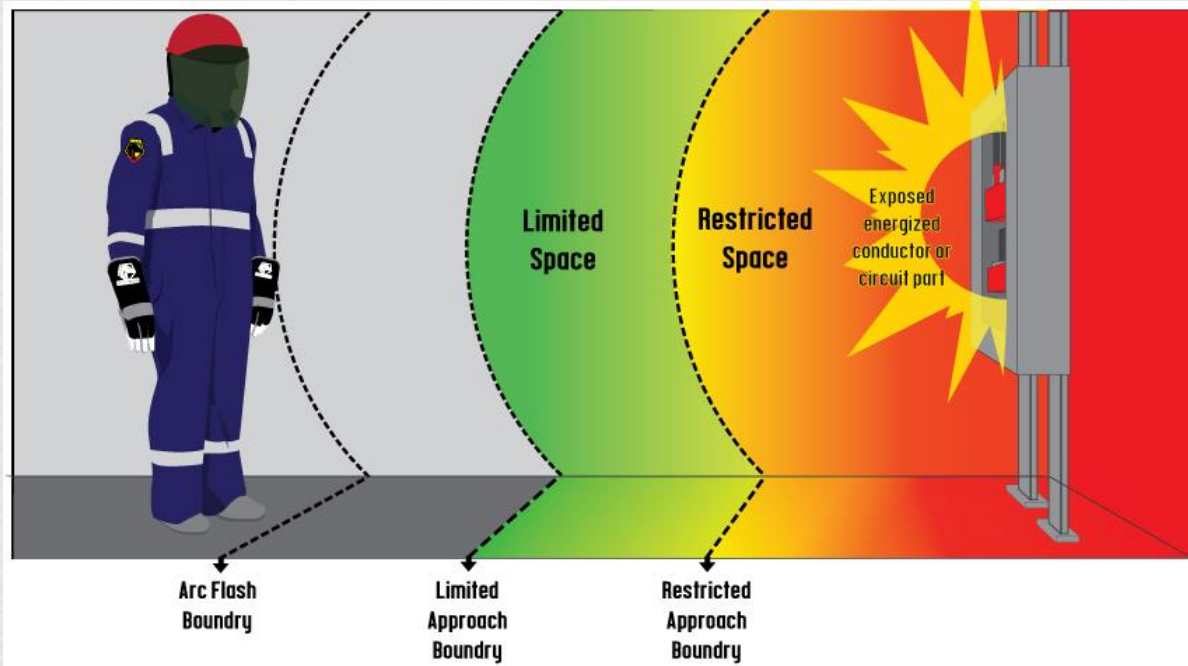 Limited
Space
Restricted
Space
Exposed
energized
conductor or
circuit part
Arc Flash
Boundry
Limited
Approach
Boundry
Restricted
Approach
Boundry